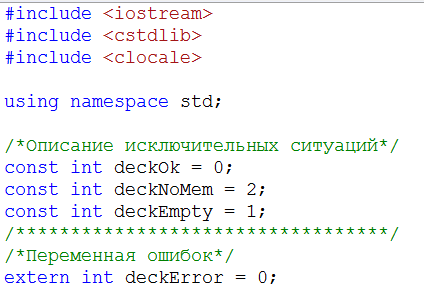 #include <iostream>
#include <cstdlib>
#include <clocale>
using namespace std;
/*Описание исключительных ситуаций*/
const int deckOk = 0;
const int deckNoMem = 2;
const int deckEmpty = 1;
/**********************************/
/*Переменная ошибок*/
extern int deckError = 0;